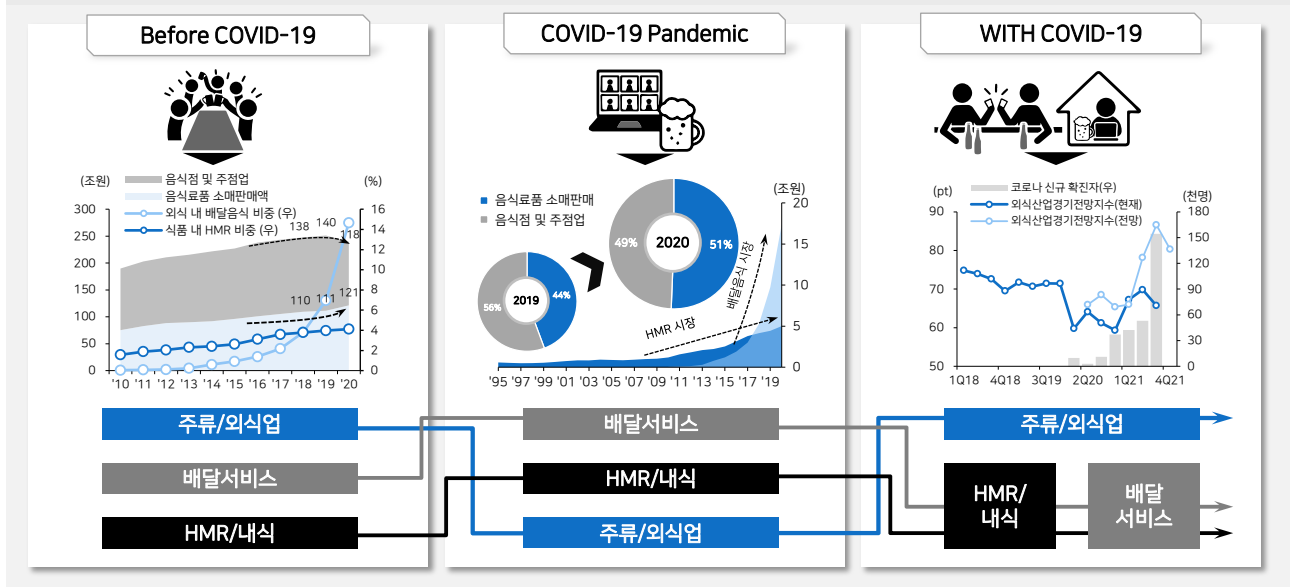 Before COVID-19
(조원)
(%)
음식점 및 주점업
음식료품 소매판매액
외식 내 배달음식 비중 (우)
식품 내 HMR 비중 (우)
300
250
200
150
100
50
0
16
14
12
10
8
6
4
2
0
138
140
118
110
111
121
'10 '11 '12 '13 '14 '15 '16 '17 '18 '19 '20
COVID-19 Pandemic
음식료품 소매판매
음식점 및 주점업
(조원)
56%
2019
44%
49%
2020
51%
배달음식 시장
HMR 시장
20
15
10
5
0
'95 '97 '99 '01 '03 '05 '07 '09 '11 '13 '15 '17 '19
WITH COVID-19
(pt)
(천명)
코로나 신규 확진자(우)
외식산업경기전망지수(현재)
외식산업경기전망지수(전망)
90
80
70
60
50
180
150
120
90
60
30
0
1Q18 4Q18 3Q19 2Q20 1Q21 4Q21
주류/외식업
배달서비스
HMR/내식
배달서비스
HMR/내식
주류/외식업
주류/외식업
HMR/
내식
배달
서비스